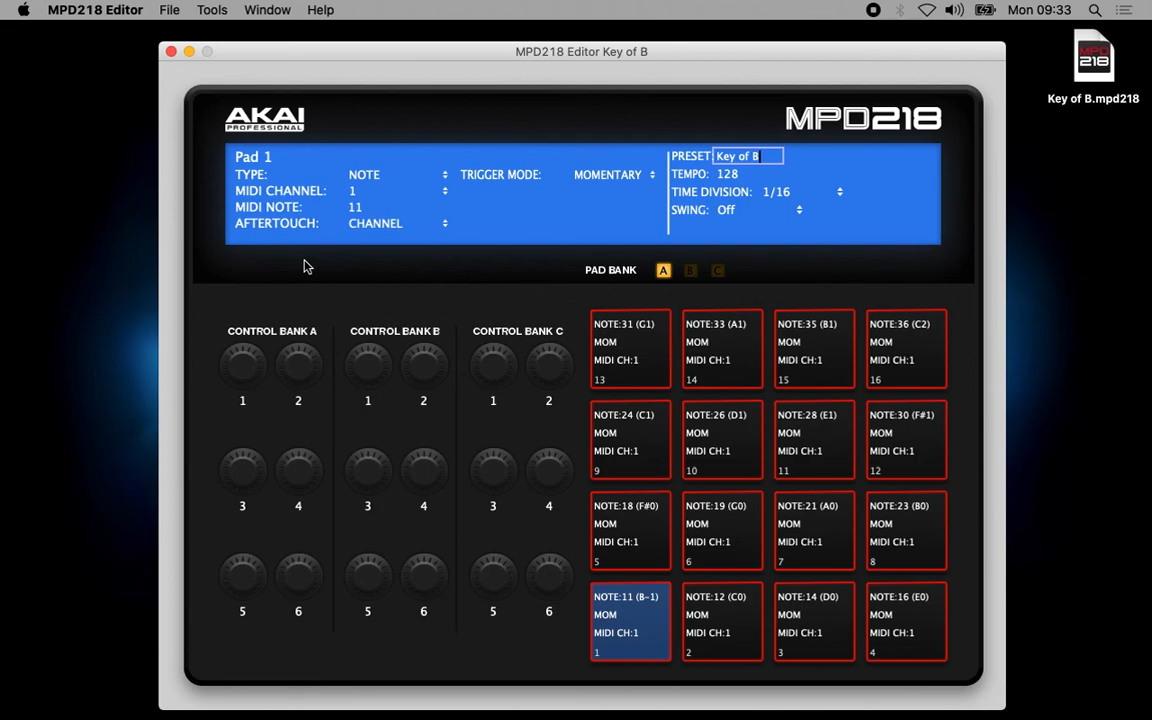 MPD218 Editor File Tools Window Help Mon 09:33
MPD218 Editor Key of B
MPD
218
Key of B.mpd218
AKAI
PROFESSIONAL
MPD218
Pad 1
TYPE: NOTE TRIGGER MODE: MOMENTARY
MIDI CHANNEL: 1
MIDI NOTE: 11
AFTERTOUCH: CHANNEL
PRESET: Key of B
TEMPO: 128
TIME DIVISION: 1/16
SWING: Off
PAD BANK A B C
CONTROL BANK A CONTROL BANK B CONTROL BANK C
1 2 1 2 1 2
3 4 3 4 3 4
5 6 5 6 5 6
NOTE:31 (G1) NOTE:33 (A1) NOTE:35 (B1) NOTE:36 (C2)
MOM MOM MOM MOM
MIDI CH:1 MIDI CH:1 MIDI CH:1 MIDI CH:1
13 14 15 16
NOTE:24 (C1) NOTE:26 (D1) NOTE:28 (E1) NOTE:30 (F#1)
MOM MOM MOM MOM
MIDI CH:1 MIDI CH:1 MIDI CH:1 MIDI CH:1
9 10 11 12
NOTE:18 (F#0) NOTE:19 (G0) NOTE:21 (A0) NOTE:23 (B0)
MOM MOM MOM MOM
MIDI CH:1 MIDI CH:1 MIDI CH:1 MIDI CH:1
5 6 7 8
NOTE:11 (B-1) NOTE:12 (C0) NOTE:14 (D0) NOTE:16 (E0)
MOM MOM MOM MOM
MIDI CH:1 MIDI CH:1 MIDI CH:1 MIDI CH:1
1 2 3 4